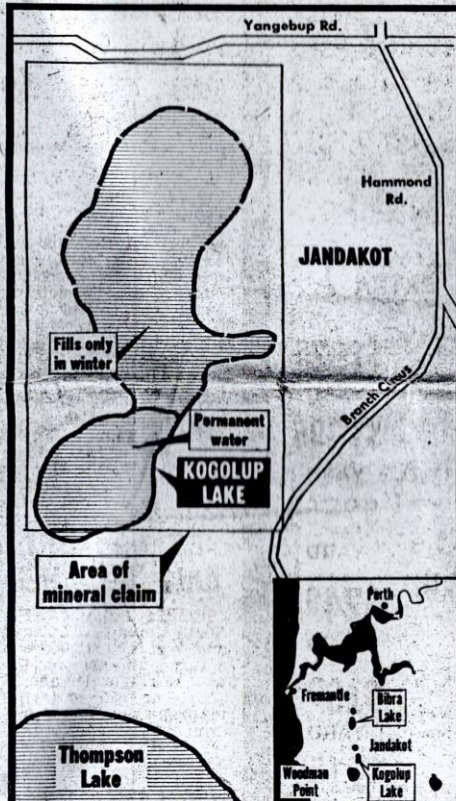 Yangebup Rd.
Hammond
Rd.
JANDAKOT
Fills only
in winter
Branch Circus
Permanent
water
KOGOLUP
LAKE
Area of
mineral claim
Thompson
Lake
Perth
Fremantle
Bibra
Lake
Jandakot
Woodman
Point
Kogolup
Lake